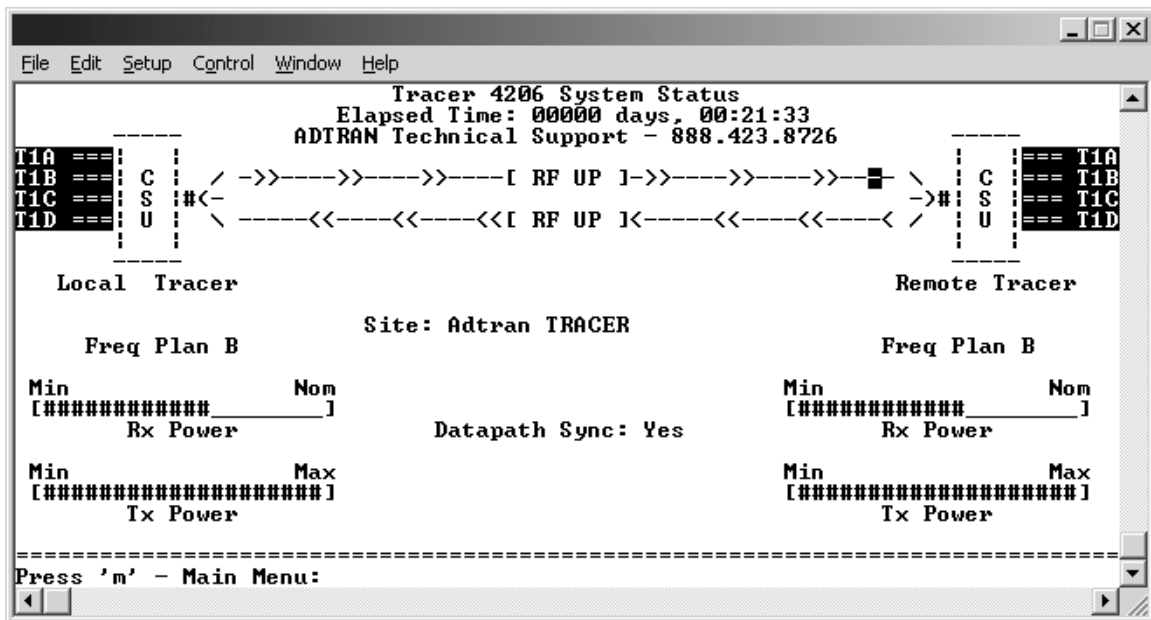 File Edit Setup Control Window Help
Tracer 4206 System Status
Elapsed Time: 00000 days, 00:21:33
ADTRAN Technical Support - 888.423.8726
T1A ===¦ ¦ ¦ ¦=== T1A
T1B ===¦ C ¦ / ->>----->>----->>----[ RF UP ]->>----->>----->>---- \ ¦ C ¦=== T1B
T1C ===¦ S ¦#<- ->#¦ S ¦=== T1C
T1D ===¦ U ¦ \ -----<<-----<<-----<<[ RF UP ]<-----<<-----<<-----< / ¦ U ¦=== T1D
Local Tracer Remote Tracer
Site: Adtran TRACER
Freq Plan B Freq Plan B
Min Nom Min Nom
[#############________] [#############________]
Rx Power Datapath Sync: Yes Rx Power
Min Max Min Max
[#####################] [#####################]
Tx Power Tx Power
Press 'm' - Main Menu: